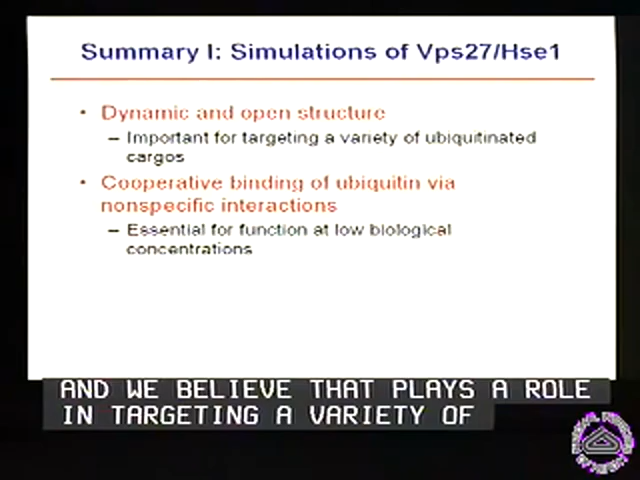 Summary I: Simulations of Vps27/Hse1
• Dynamic and open structure
– Important for targeting a variety of ubiquitinated
cargos
• Cooperative binding of ubiquitin via
nonspecific interactions
– Essential for function at low biological
concentrations
AND WE BELIEVE THAT PLAYS A ROLE
IN TARGETING A VARIETY OF